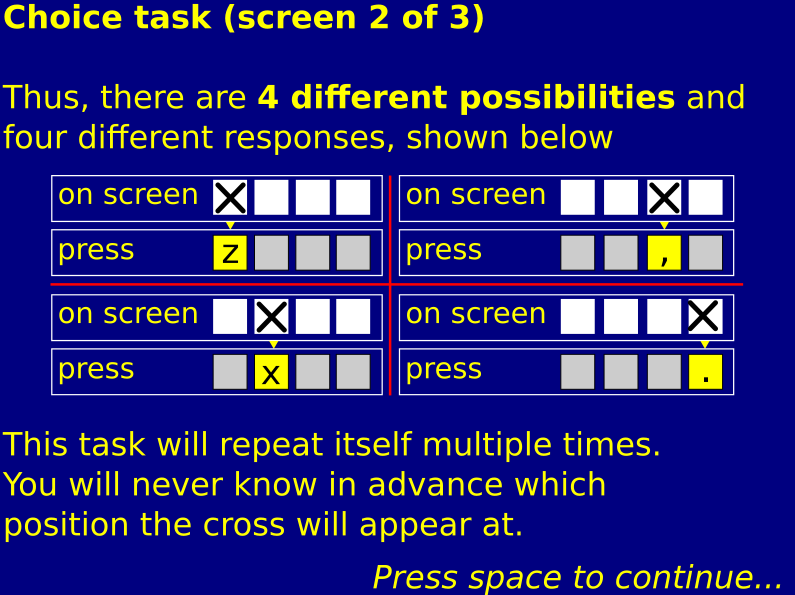 Choice task (screen 2 of 3)
Thus, there are 4 different possibilities and
four different responses, shown below
on screen
press z
on screen
press ,
on screen
press x
on screen
press .
This task will repeat itself multiple times.
You will never know in advance which
position the cross will appear at.
Press space to continue...